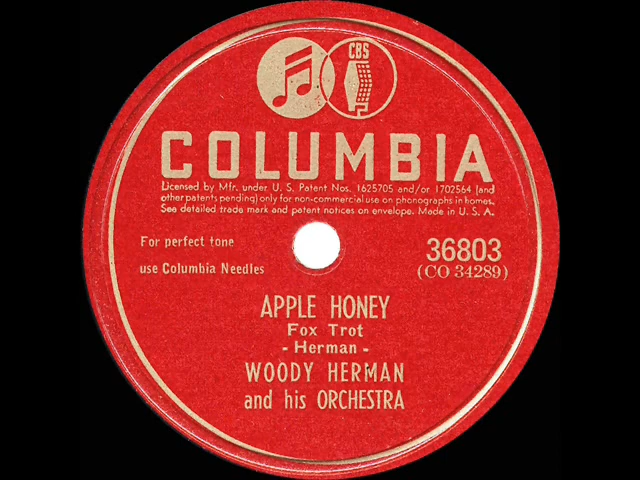 CBS
COLUMBIA
Licensed by Mfr. under U. S. Patent Nos. 1625705 and/or 1702564 (and
other patents pending) only for non-commercial use on phonographs in homes.
See detailed trade mark and patent notices on envelope. Made in U. S. A.
For perfect tone
use Columbia Needles
36803
(CO 34289)
APPLE HONEY
Fox Trot
- Herman -
WOODY HERMAN
and his ORCHESTRA